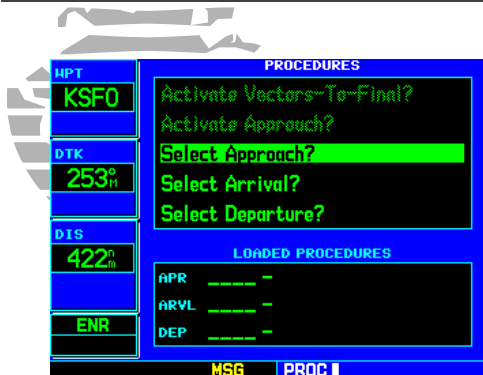 PROCEDURES
WPT
KSFO
DTK
253°M
DIS
422nm
ENR
Activate Vectors-To-Final?
Activate Approach?
Select Approach?
Select Arrival?
Select Departure?
LOADED PROCEDURES
APR ____-
ARVL ____-
DEP ____-
MSG PROC